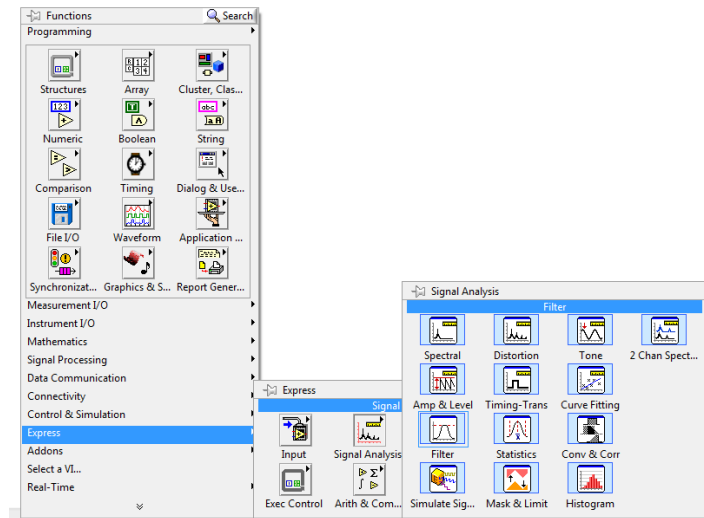 Functions Search
Programming
Structures Array Cluster, Clas...
Numeric Boolean String
Comparison Timing Dialog & Use...
File I/O Waveform Application ...
Synchronizat... Graphics & S... Report Gener...
Measurement I/O
Instrument I/O
Mathematics
Signal Processing
Data Communication
Connectivity
Control & Simulation
Express
Addons
Select a VI...
Real-Time
Express
Signal
Input Signal Analysis
Exec Control Arith & Com...
Signal Analysis
Filter
Spectral Distortion Tone 2 Chan Spect...
Amp & Level Timing-Trans Curve Fitting
Filter Statistics Conv & Corr
Simulate Sig... Mask & Limit Histogram